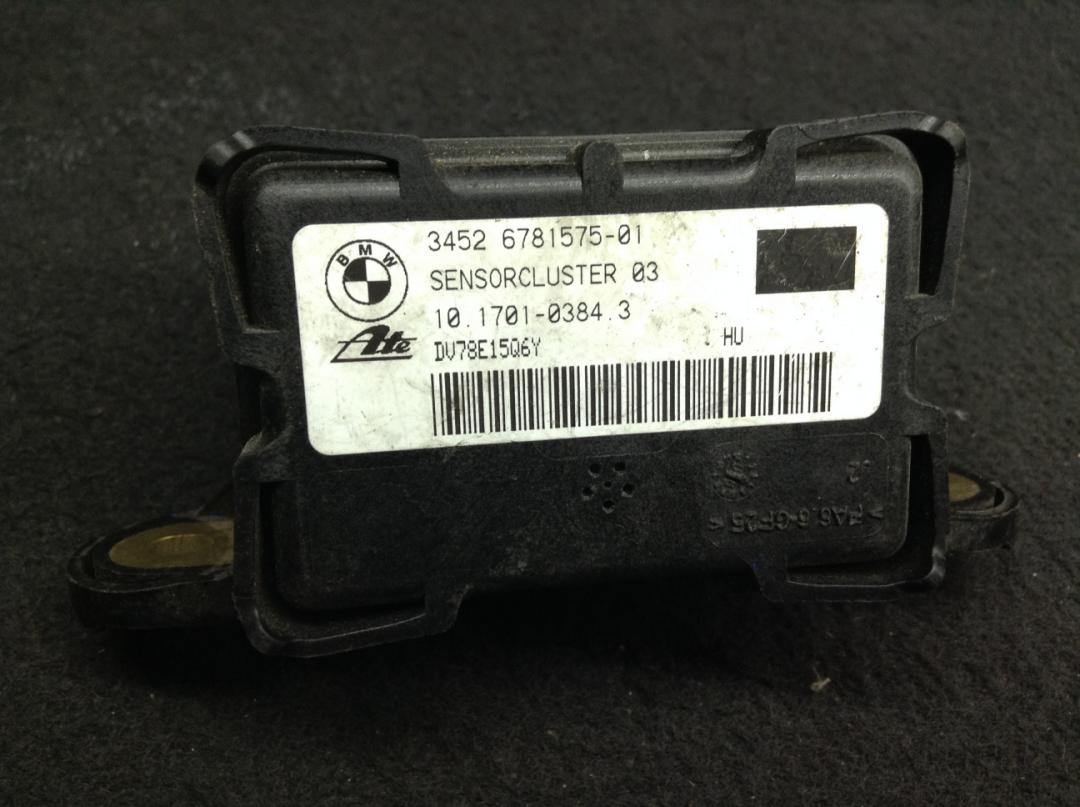 BMW
3452 6781575-01
SENSORCLUSTER 03
10.1701-0384.3
Ate
DV78E15Q6Y
HU